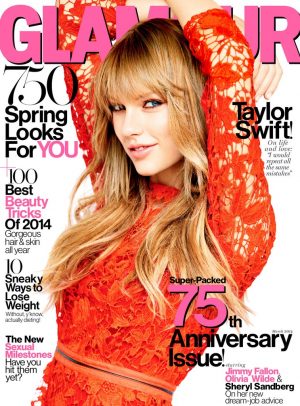 GLAMOUR
750
Spring
Looks
For YOU
+100
Best
Beauty
Tricks
Of 2014
Gorgeous
hair & skin
all year
10
Sneaky
Ways to
Lose
Weight
Without, y'know,
actually dieting!
The New
Sexual
Milestones
Have you
hit them
yet?
Taylor
Swift!
On life
and love:
"I would
repeat all
the same
mistakes"
Super-Packed
75th
March 2014
Anniversary
Issue!
starring
Jimmy Fallon,
Olivia Wilde &
Sheryl Sandberg
On her new
dream-job advice